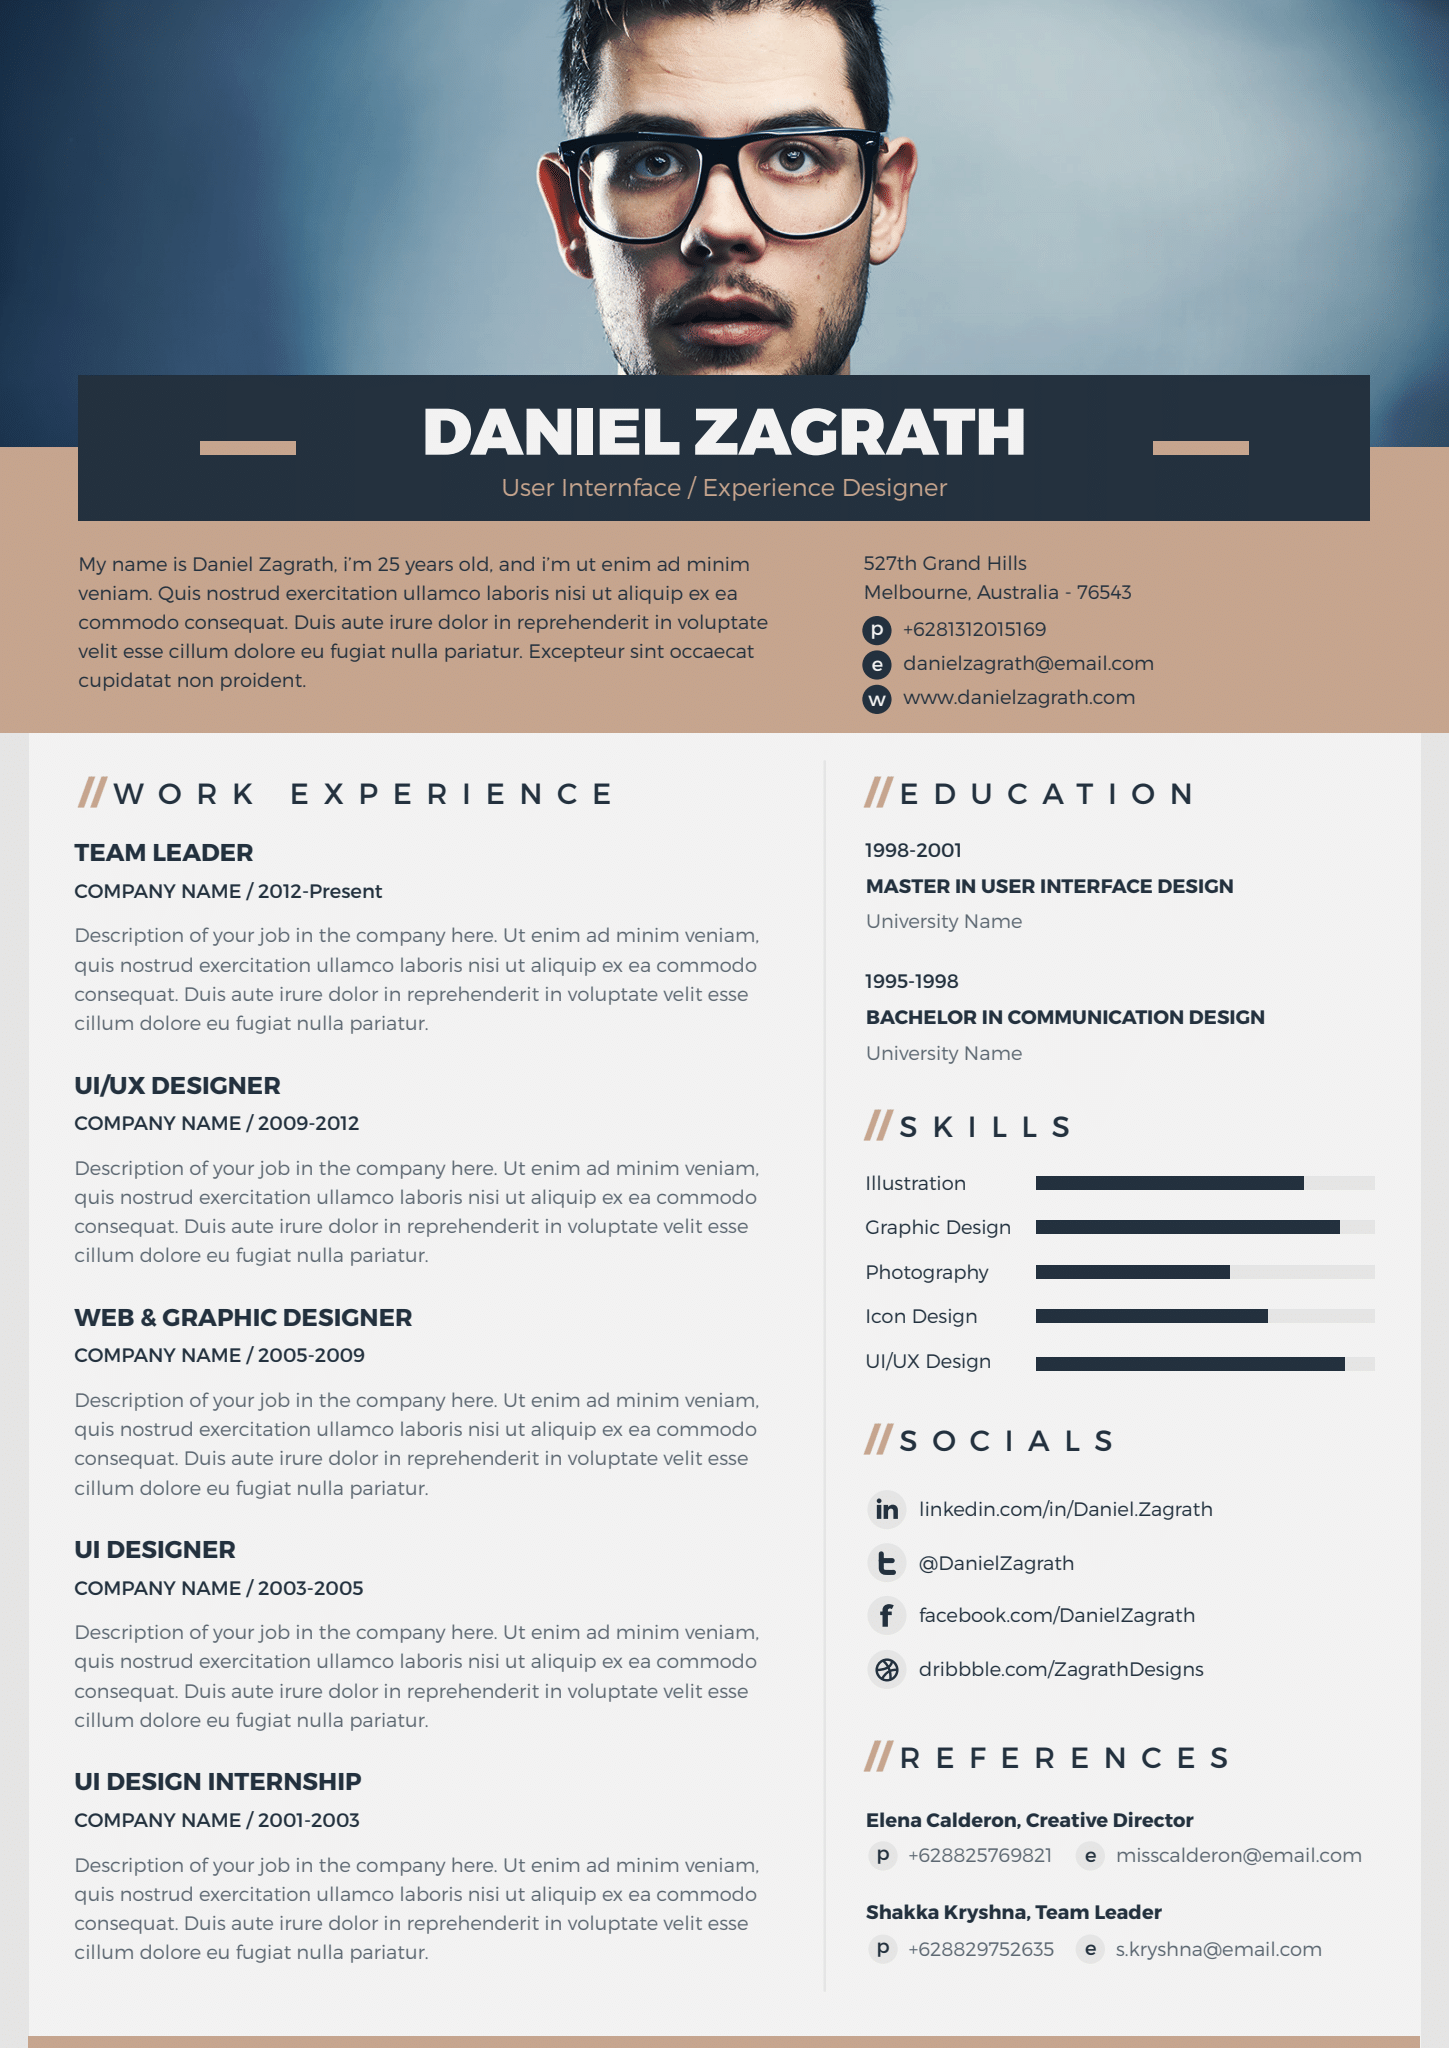 DANIEL ZAGRATH
User Internface / Experience Designer
My name is Daniel Zagrath, i'm 25 years old, and i'm ut enim ad minim
veniam. Quis nostrud exercitation ullamco laboris nisi ut aliquip ex ea
commodo consequat. Duis aute irure dolor in reprehenderit in voluptate
velit esse cillum dolore eu fugiat nulla pariatur. Excepteur sint occaecat
cupidatat non proident.
527th Grand Hills
Melbourne, Australia - 76543
p +6281312015169
e danielzagrath@email.com
w www.danielzagrath.com
//WORK EXPERIENCE
TEAM LEADER
COMPANY NAME / 2012-Present
Description of your job in the company here. Ut enim ad minim veniam,
quis nostrud exercitation ullamco laboris nisi ut aliquip ex ea commodo
consequat. Duis aute irure dolor in reprehenderit in voluptate velit esse
cillum dolore eu fugiat nulla pariatur.
UI/UX DESIGNER
COMPANY NAME / 2009-2012
Description of your job in the company here. Ut enim ad minim veniam,
quis nostrud exercitation ullamco laboris nisi ut aliquip ex ea commodo
consequat. Duis aute irure dolor in reprehenderit in voluptate velit esse
cillum dolore eu fugiat nulla pariatur.
WEB & GRAPHIC DESIGNER
COMPANY NAME / 2005-2009
Description of your job in the company here. Ut enim ad minim veniam,
quis nostrud exercitation ullamco laboris nisi ut aliquip ex ea commodo
consequat. Duis aute irure dolor in reprehenderit in voluptate velit esse
cillum dolore eu fugiat nulla pariatur.
UI DESIGNER
COMPANY NAME / 2003-2005
Description of your job in the company here. Ut enim ad minim veniam,
quis nostrud exercitation ullamco laboris nisi ut aliquip ex ea commodo
consequat. Duis aute irure dolor in reprehenderit in voluptate velit esse
cillum dolore eu fugiat nulla pariatur.
UI DESIGN INTERNSHIP
COMPANY NAME / 2001-2003
Description of your job in the company here. Ut enim ad minim veniam,
quis nostrud exercitation ullamco laboris nisi ut aliquip ex ea commodo
consequat. Duis aute irure dolor in reprehenderit in voluptate velit esse
cillum dolore eu fugiat nulla pariatur.
//EDUCATION
1998-2001
MASTER IN USER INTERFACE DESIGN
University Name
1995-1998
BACHELOR IN COMMUNICATION DESIGN
University Name
//SKILLS
Illustration
Graphic Design
Photography
Icon Design
UI/UX Design
//SOCIALS
in linkedin.com/in/Daniel.Zagrath
t @DanielZagrath
f facebook.com/DanielZagrath
dribbble.com/ZagrathDesigns
//REFERENCES
Elena Calderon, Creative Director
p +628825769821 e misscalderon@email.com
Shakka Kryshna, Team Leader
p +628829752635 e s.kryshna@email.com